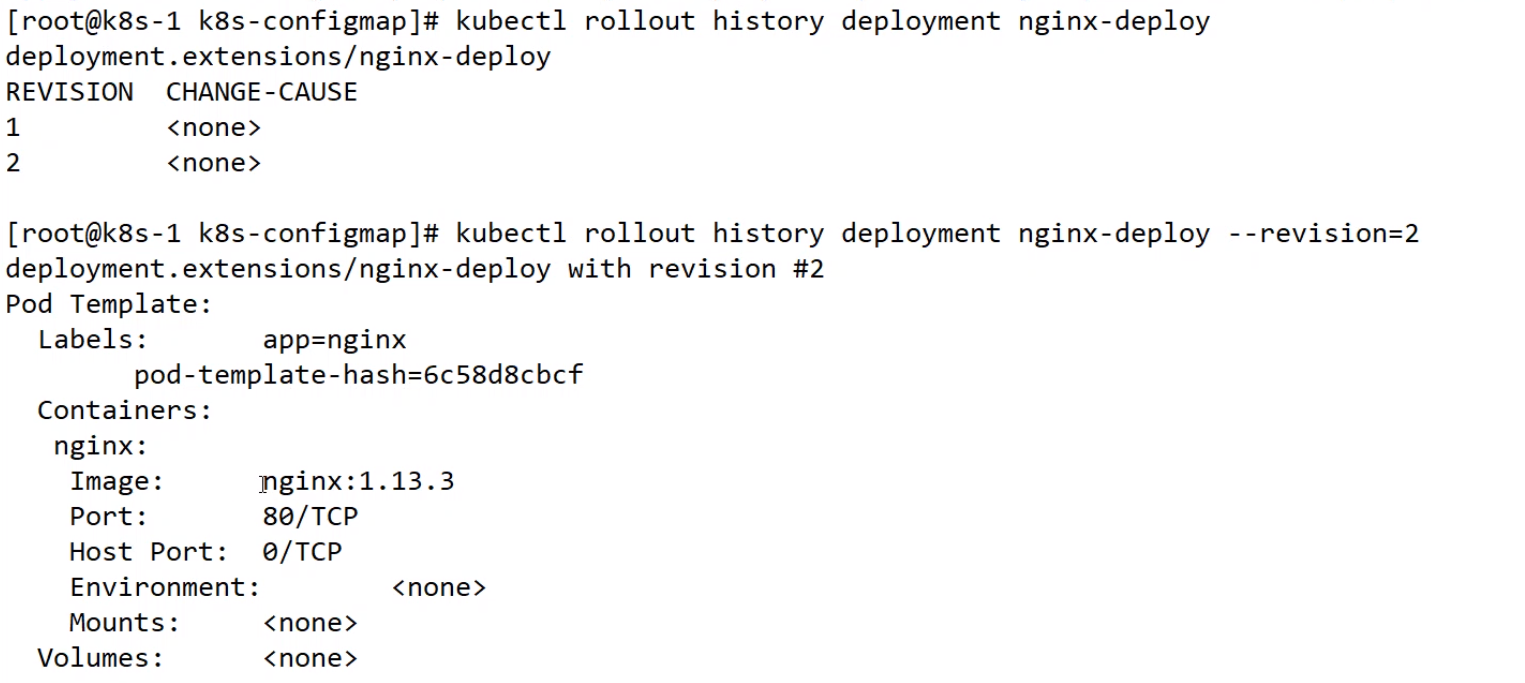 [root@k8s-1 k8s-configmap]# kubectl rollout history deployment nginx-deploy
deployment.extensions/nginx-deploy
REVISION  CHANGE-CAUSE
1         <none>
2         <none>

[root@k8s-1 k8s-configmap]# kubectl rollout history deployment nginx-deploy --revision=2
deployment.extensions/nginx-deploy with revision #2
Pod Template:
  Labels:       app=nginx
        pod-template-hash=6c58d8cbcf
  Containers:
   nginx:
    Image:      nginx:1.13.3
    Port:       80/TCP
    Host Port:  0/TCP
    Environment:        <none>
    Mounts:     <none>
  Volumes:      <none>